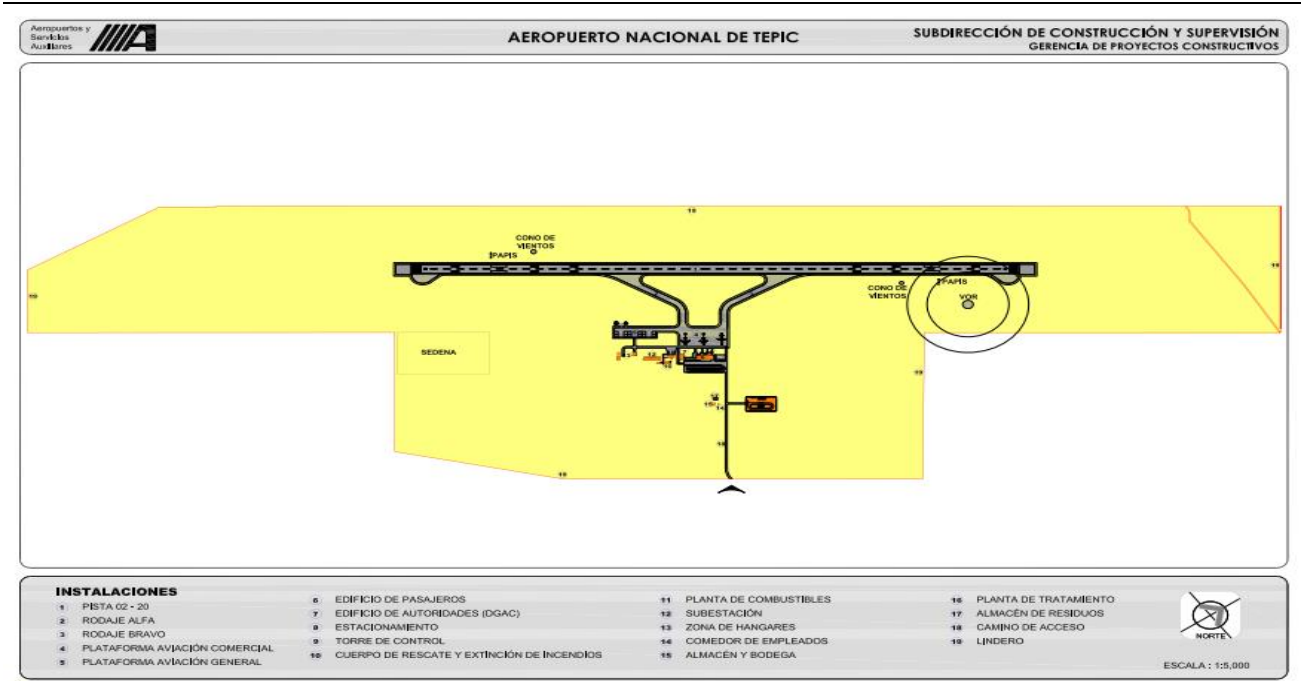 Aeropuertos y
Servicios
Auxiliares
AEROPUERTO NACIONAL DE TEPIC
SUBDIRECCIÓN DE CONSTRUCCIÓN Y SUPERVISIÓN
GERENCIA DE PROYECTOS CONSTRUCTIVOS
CONO DE
VIENTOS
PAPIS
19
19
19
CONO DE
VIENTOS
PAPIS
VOR
SEDENA
12
19
14
19
INSTALACIONES
1 PISTA 02 - 20
2 RODAJE ALFA
3 RODAJE BRAVO
4 PLATAFORMA AVIACIÓN COMERCIAL
5 PLATAFORMA AVIACIÓN GENERAL
6 EDIFICIO DE PASAJEROS
7 EDIFICIO DE AUTORIDADES (DGAC)
8 ESTACIONAMIENTO
9 TORRE DE CONTROL
10 CUERPO DE RESCATE Y EXTINCIÓN DE INCENDIOS
11 PLANTA DE COMBUSTIBLES
12 SUBESTACIÓN
13 ZONA DE HANGARES
14 COMEDOR DE EMPLEADOS
15 ALMACÉN Y BODEGA
16 PLANTA DE TRATAMIENTO
17 ALMACÉN DE RESIDUOS
18 CAMINO DE ACCESO
19 LINDERO
NORTE
ESCALA : 1:5,000